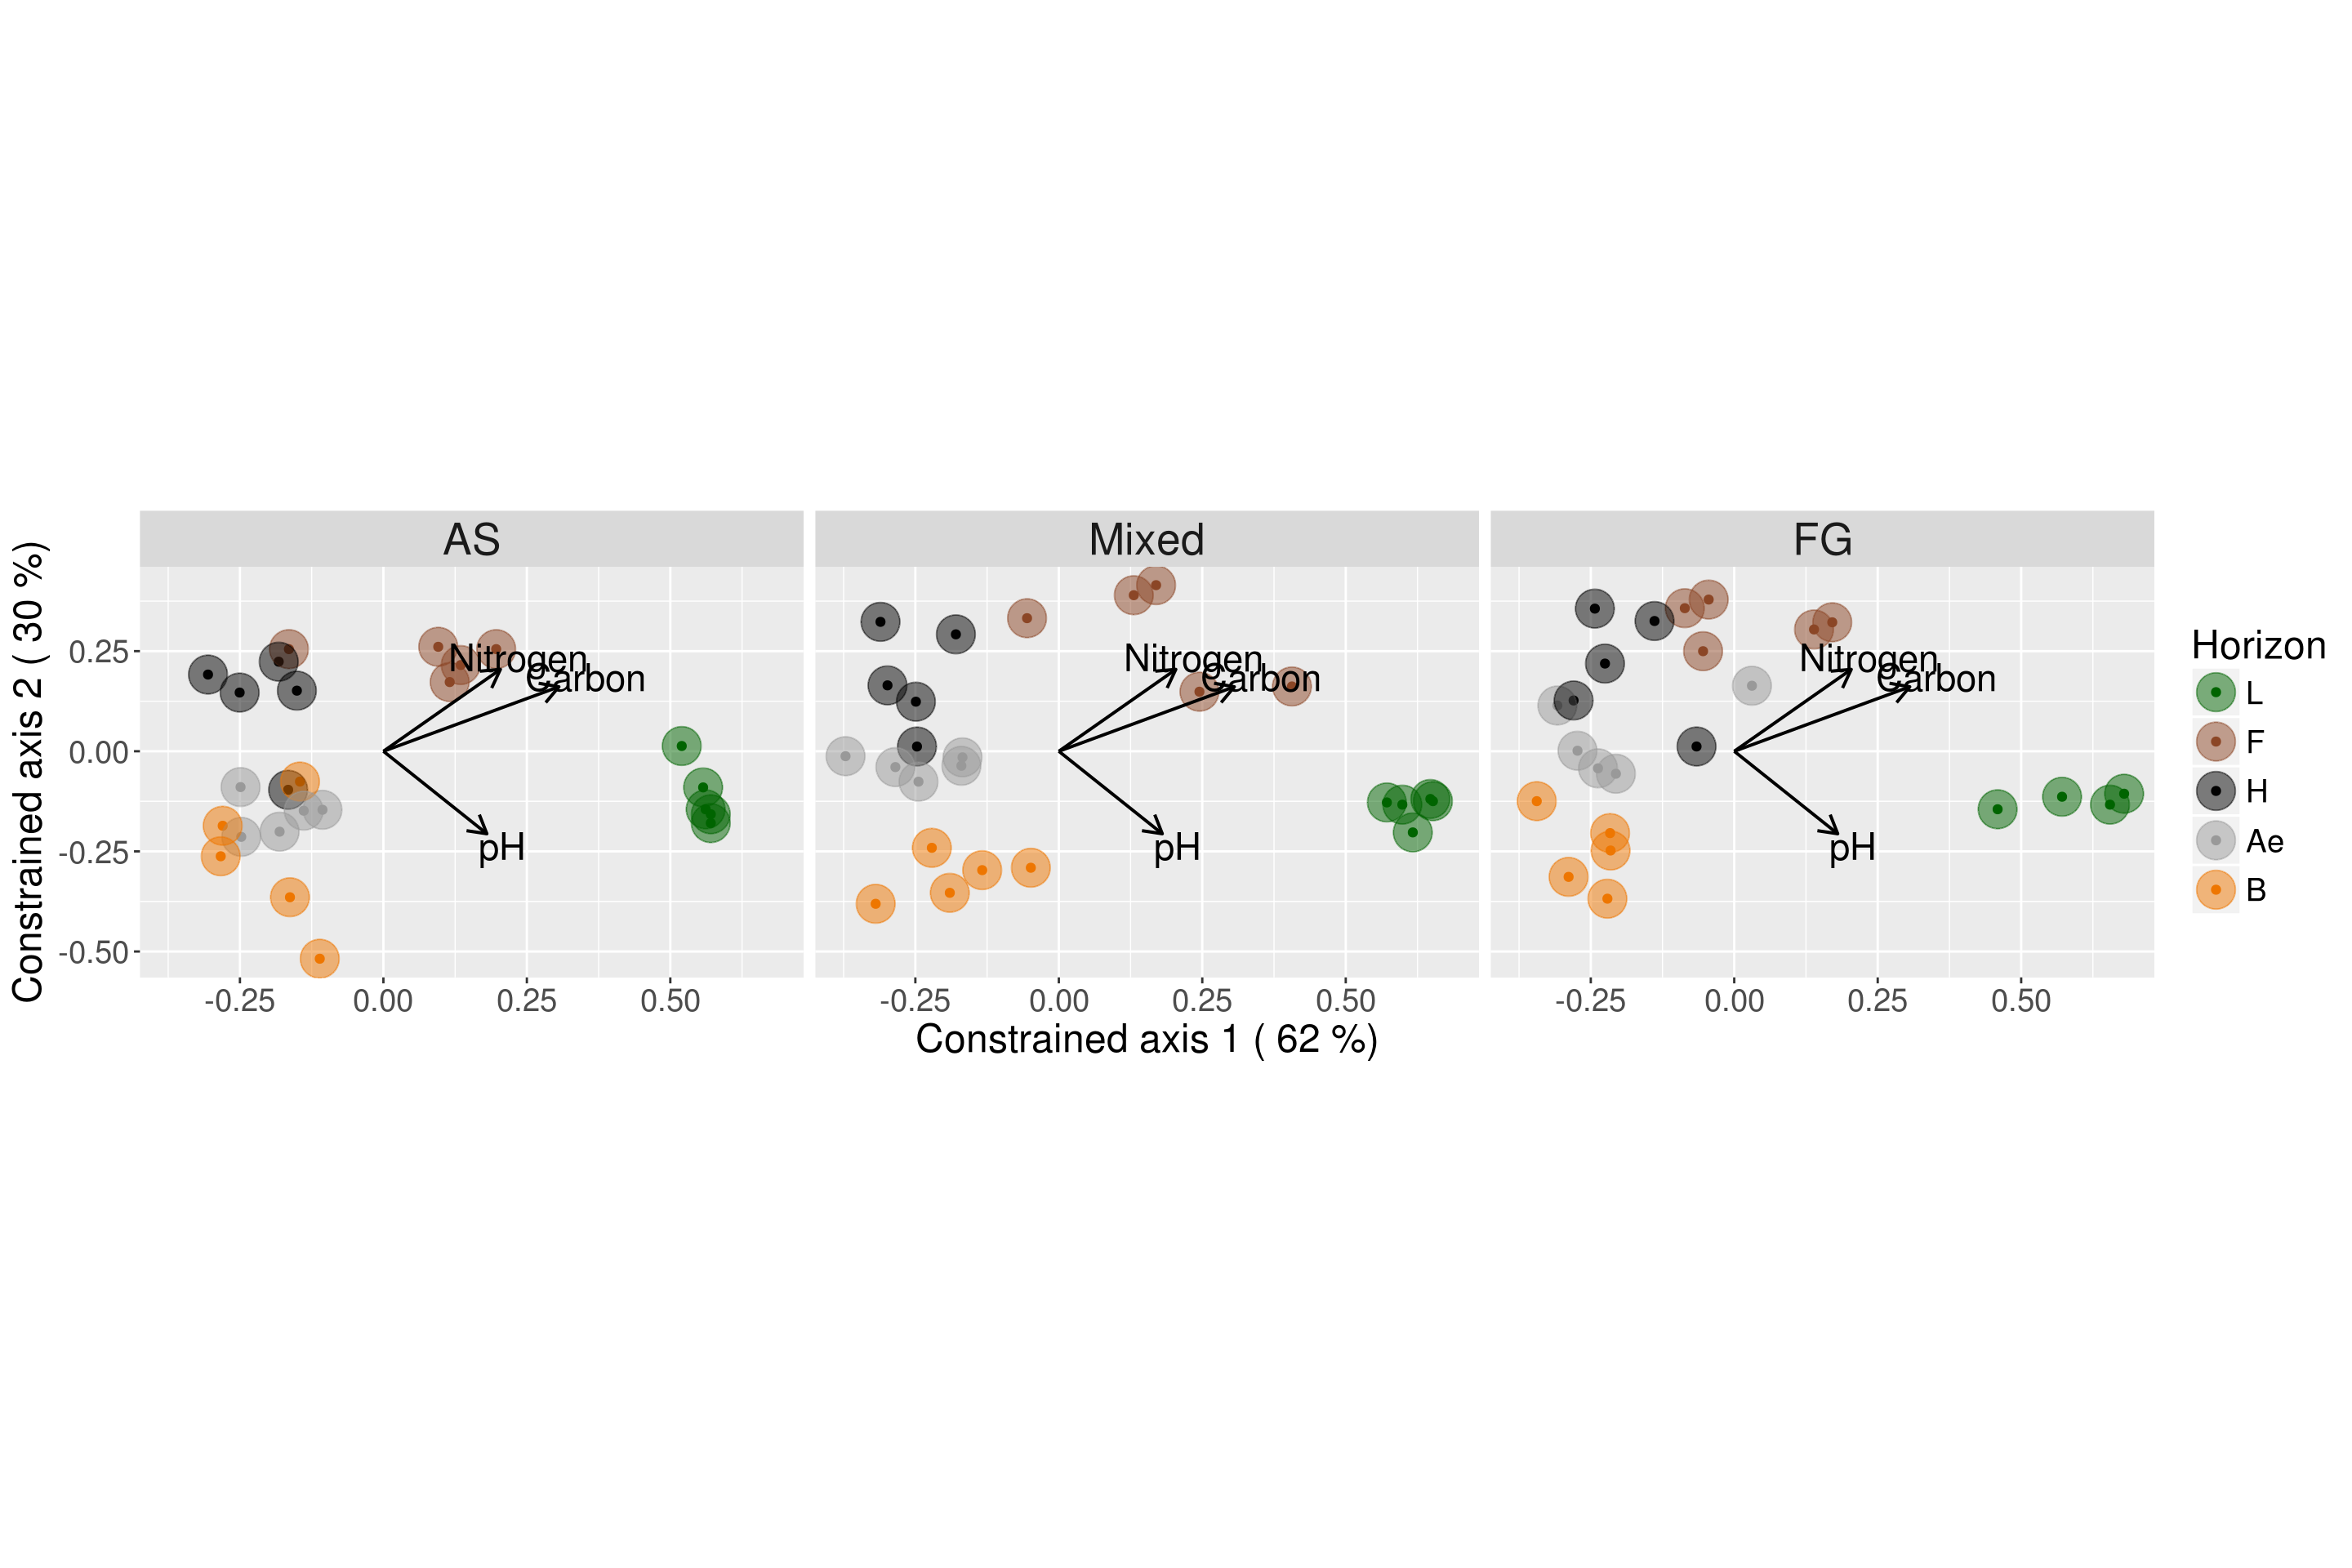 AS Mixed FG
Constrained axis 2 ( 30 %)
0.25
0.00
-0.25
-0.50
Nitrogen
Carbon
pH
Nitrogen
Carbon
pH
Nitrogen
Carbon
pH
-0.25 0.00 0.25 0.50 -0.25 0.00 0.25 0.50 -0.25 0.00 0.25 0.50
Constrained axis 1 ( 62 %)
Horizon
L
F
H
Ae
B